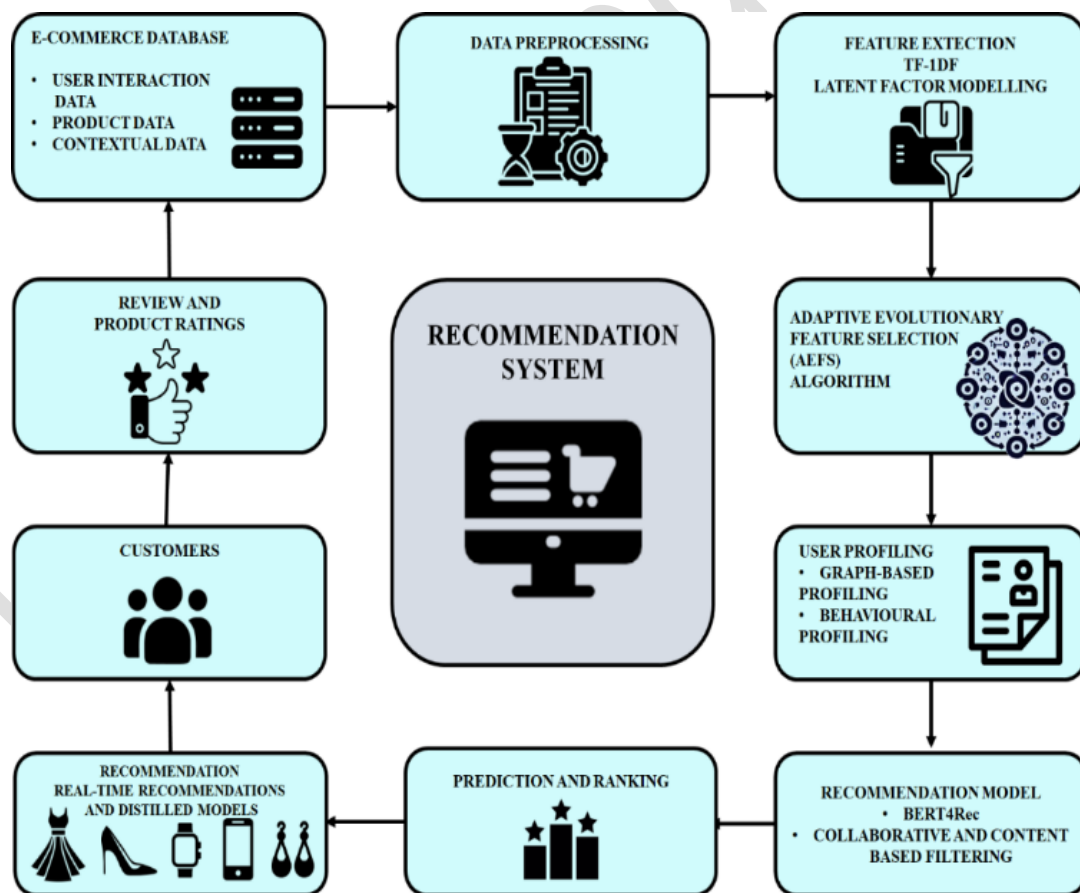 E-COMMERCE DATABASE
• USER INTERACTION
DATA
• PRODUCT DATA
• CONTEXTUAL DATA
DATA PREPROCESSING
FEATURE EXTECTION
TF-1DF
LATENT FACTOR MODELLING
REVIEW AND
PRODUCT RATINGS
RECOMMENDATION
SYSTEM
ADAPTIVE EVOLUTIONARY
FEATURE SELECTION
(AEFS)
ALGORITHM
CUSTOMERS
USER PROFILING
• GRAPH-BASED
PROFILING
• BEHAVIOURAL
PROFILING
RECOMMENDATION
REAL-TIME RECOMMENDATIONS
AND DISTILLED MODELS
PREDICTION AND RANKING
RECOMMENDATION MODEL
• BERT4Rec
• COLLABORATIVE AND CONTENT
BASED FILTERING